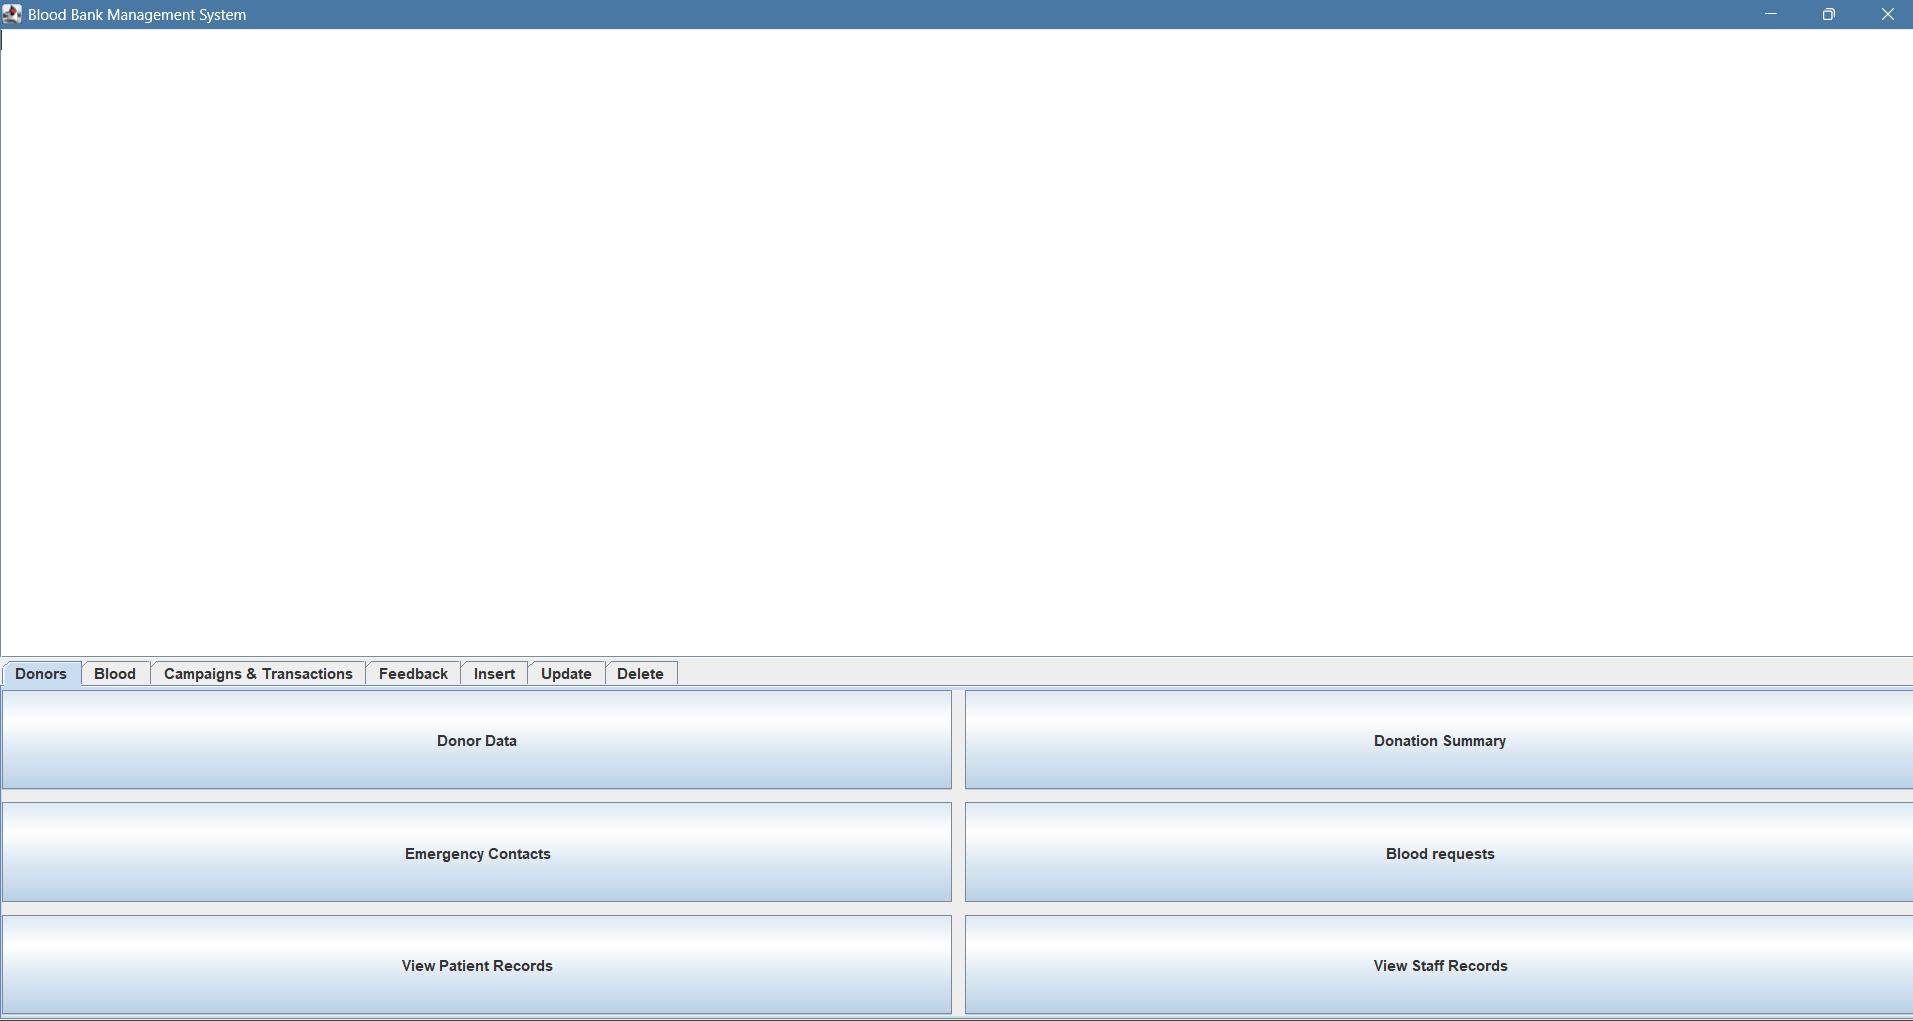 Blood Bank Management System
Donors Blood Campaigns & Transactions Feedback Insert Update Delete
Donor Data Donation Summary
Emergency Contacts Blood requests
View Patient Records View Staff Records